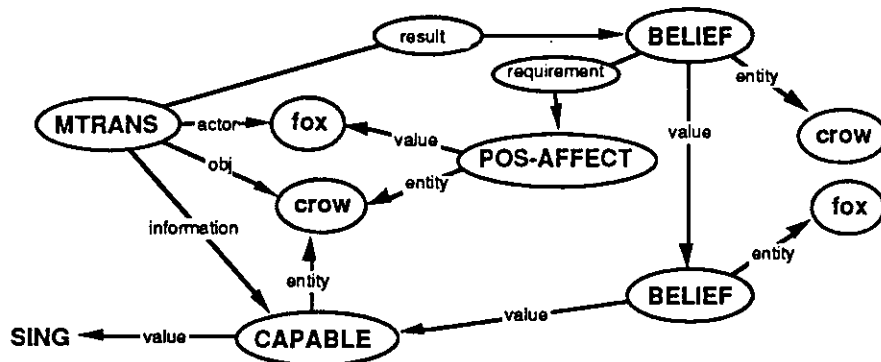 result
BELIEF
requirement
entity
MTRANS
actor
fox
value
POS-AFFECT
value
crow
obj
entity
crow
fox
information
entity
entity
BELIEF
SING
value
CAPABLE
value